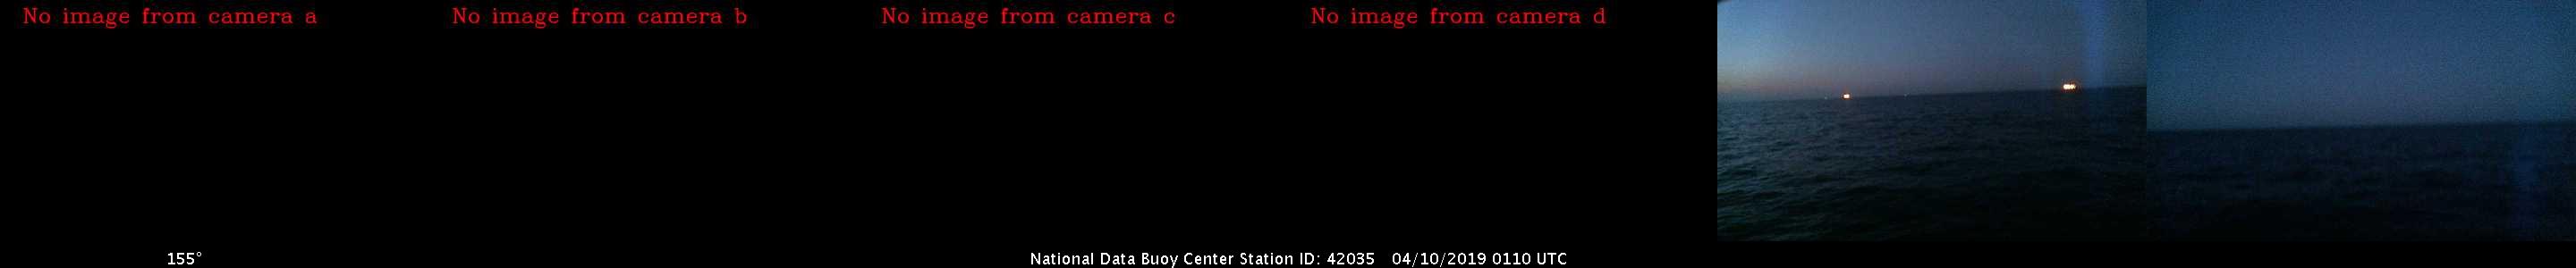 No image from camera a
No image from camera b
No image from camera c
No image from camera d
155°
National Data Buoy Center Station ID: 42035 04/10/2019 0110 UTC